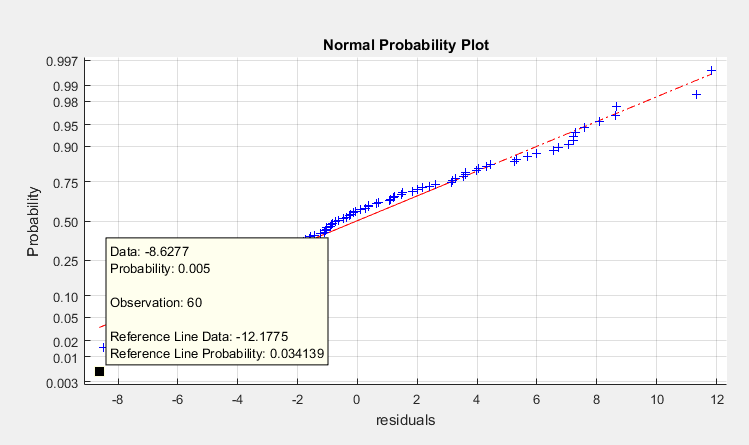 Normal Probability Plot
0.997
0.99
0.98
0.95
0.90
0.75
0.50
0.25
0.10
0.05
0.02
0.01
0.003
Probability
Data: -8.6277
Probability: 0.005
Observation: 60
Reference Line Data: -12.1775
Reference Line Probability: 0.034139
-8 -6 -4 -2 0 2 4 6 8 10 12
residuals